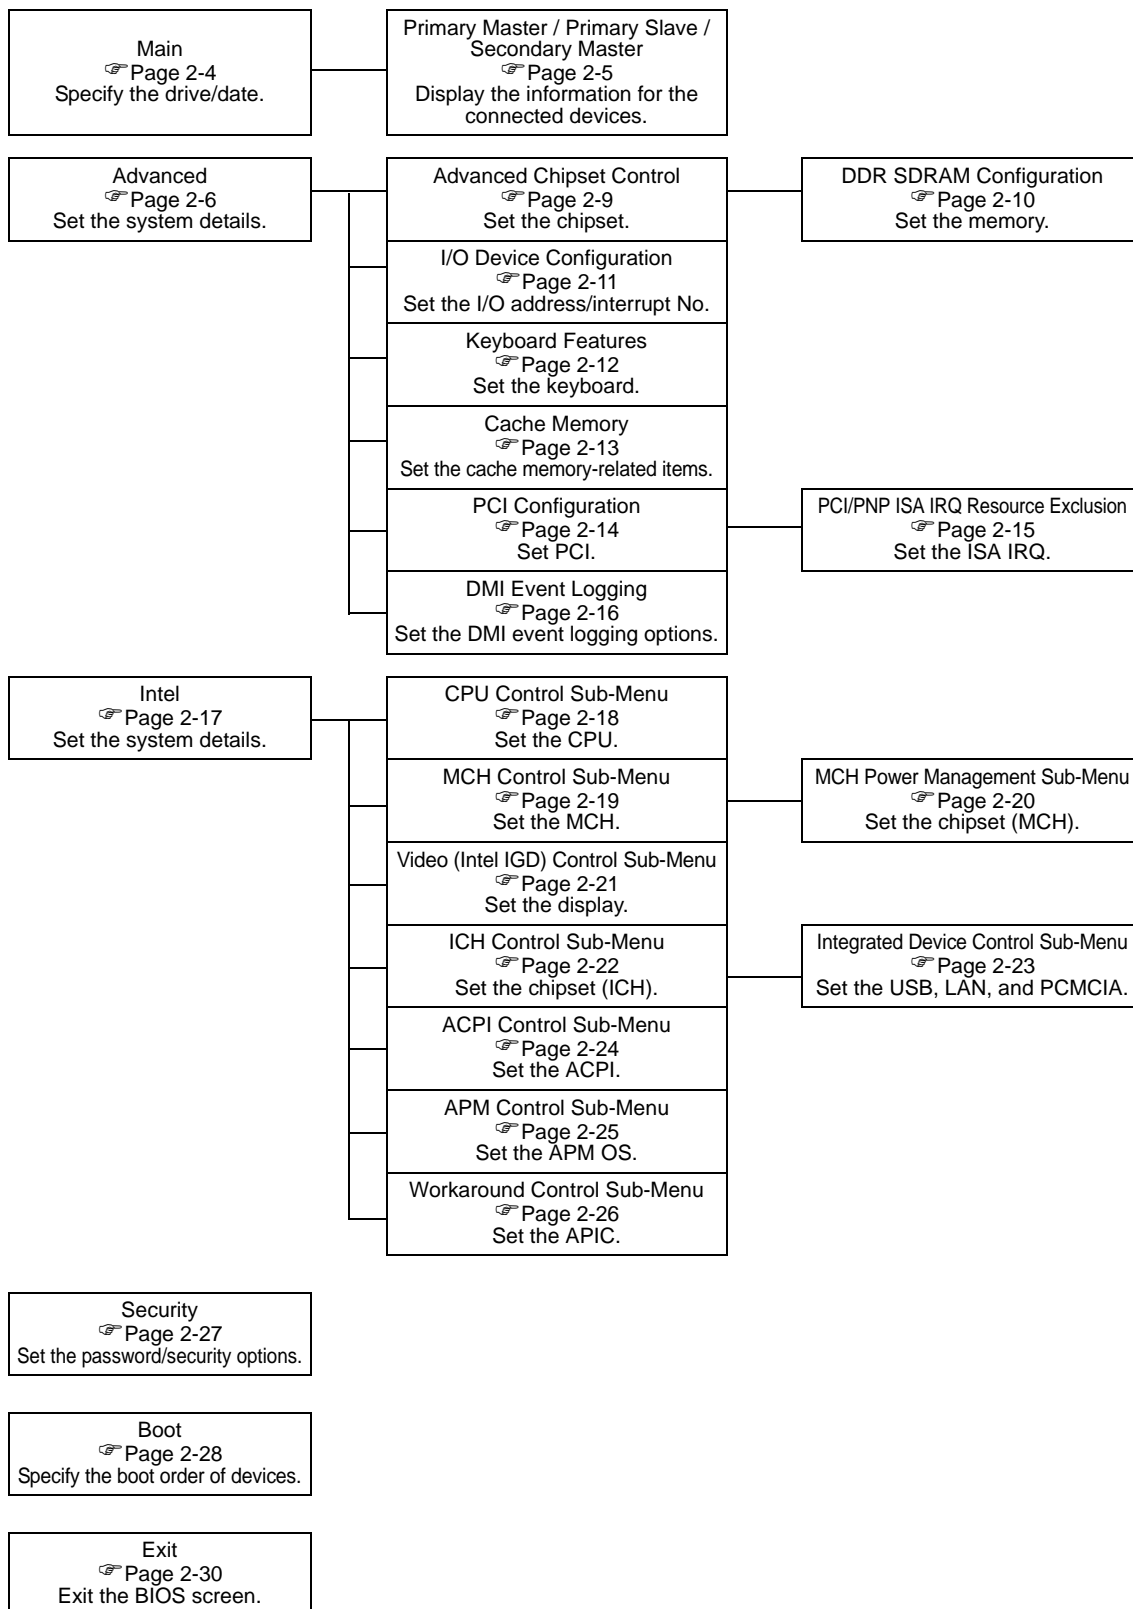 Main
☞ Page 2-4
Specify the drive/date.
Primary Master / Primary Slave /
Secondary Master
☞ Page 2-5
Display the information for the
connected devices.
Advanced
☞ Page 2-6
Set the system details.
Advanced Chipset Control
☞ Page 2-9
Set the chipset.
DDR SDRAM Configuration
☞ Page 2-10
Set the memory.
I/O Device Configuration
☞ Page 2-11
Set the I/O address/interrupt No.
Keyboard Features
☞ Page 2-12
Set the keyboard.
Cache Memory
☞ Page 2-13
Set the cache memory-related items.
PCI Configuration
☞ Page 2-14
Set PCI.
PCI/PNP ISA IRQ Resource Exclusion
☞ Page 2-15
Set the ISA IRQ.
DMI Event Logging
☞ Page 2-16
Set the DMI event logging options.
Intel
☞ Page 2-17
Set the system details.
CPU Control Sub-Menu
☞ Page 2-18
Set the CPU.
MCH Control Sub-Menu
☞ Page 2-19
Set the MCH.
MCH Power Management Sub-Menu
☞ Page 2-20
Set the chipset (MCH).
Video (Intel IGD) Control Sub-Menu
☞ Page 2-21
Set the display.
ICH Control Sub-Menu
☞ Page 2-22
Set the chipset (ICH).
Integrated Device Control Sub-Menu
☞ Page 2-23
Set the USB, LAN, and PCMCIA.
ACPI Control Sub-Menu
☞ Page 2-24
Set the ACPI.
APM Control Sub-Menu
☞ Page 2-25
Set the APM OS.
Workaround Control Sub-Menu
☞ Page 2-26
Set the APIC.
Security
☞ Page 2-27
Set the password/security options.
Boot
☞ Page 2-28
Specify the boot order of devices.
Exit
☞ Page 2-30
Exit the BIOS screen.